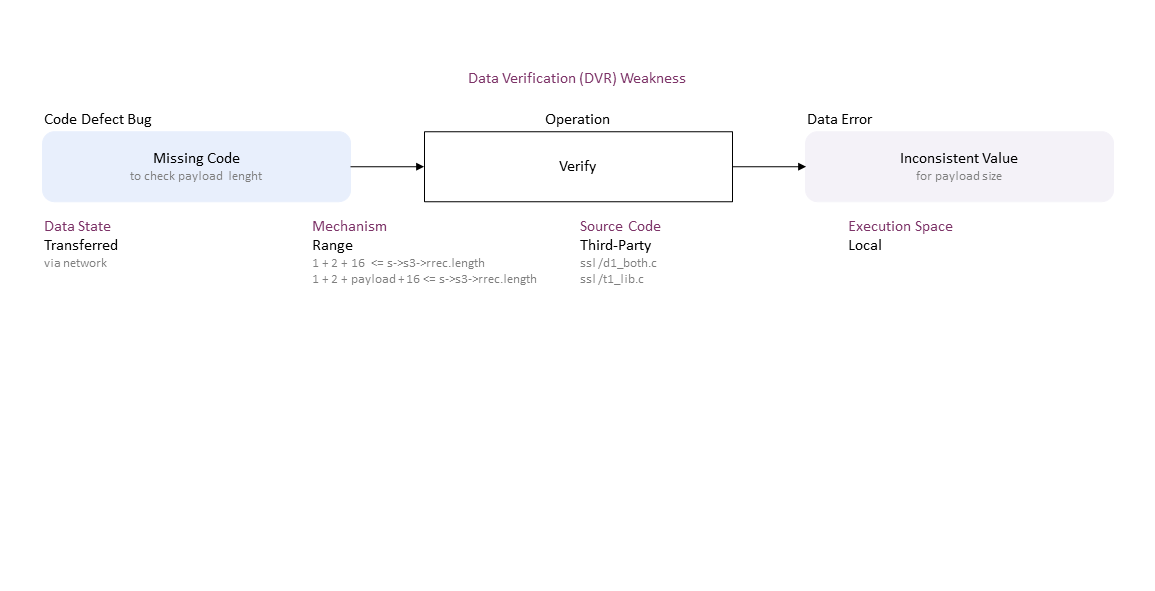 Data Verification (DVR) Weakness
Code Defect Bug
Operation
Data Error
Missing Code
to check payload lenght
Verify
Inconsistent Value
for payload size
Data State
Transferred
via network
Mechanism
Range
1 + 2 + 16 <= s->s3->rrec.length
1 + 2 + payload + 16 <= s->s3->rrec.length
Source Code
Third-Party
ssl/d1_both.c
ssl/t1_lib.c
Execution Space
Local